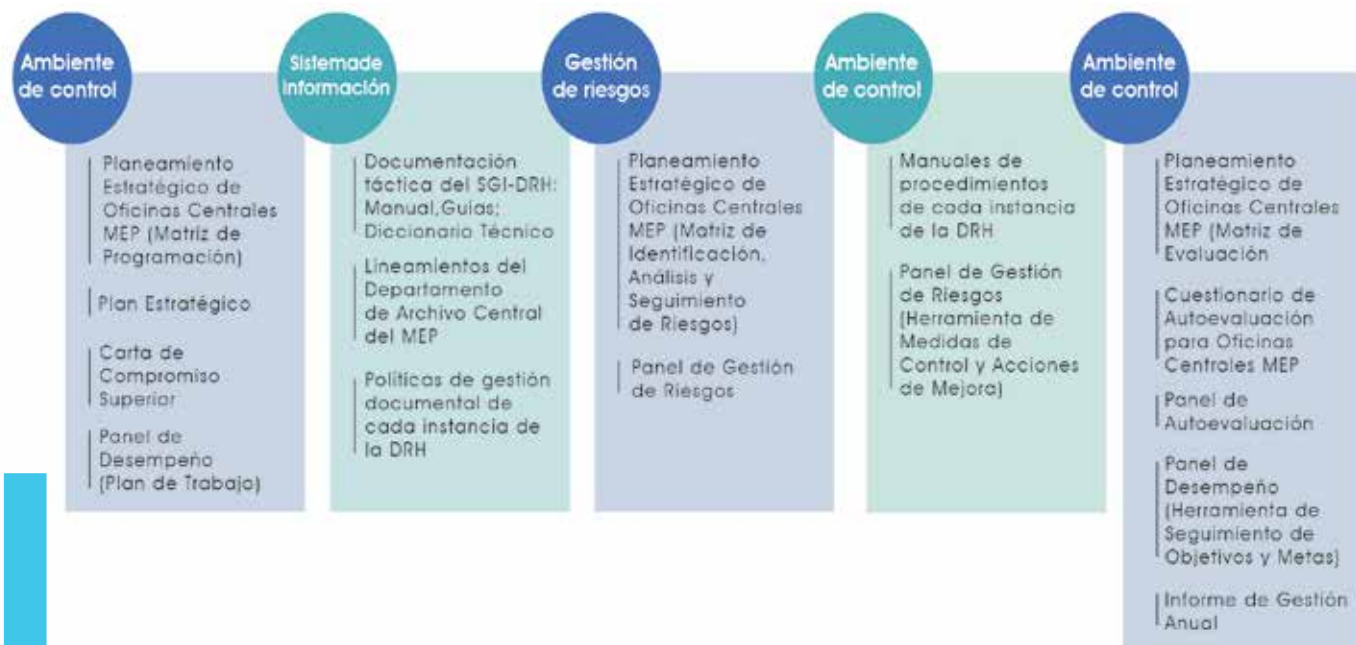 Ambiente
de control
Planeamiento
Estratégico de
Oficinas Centrales
MEP (Matriz de
Programación)
Plan Estratégico
Carta de
Compromiso
Superior
Panel de
Desempeño
(Plan de Trabajo)
Sistemade
información
Documentación
táctica del SGI-DRH:
Manual,Guías;
Diccionario Técnico
Lineamientos del
Departamento
de Archivo Central
del MEP
Políticas de gestión
documental de
cada instancia de
la DRH
Gestión
de riesgos
Planeamiento
Estratégico de
Oficinas Centrales
MEP (Matriz de
Identificación,
Análisis y
Seguimiento
de Riesgos)
Panel de Gestión
de Riesgos
Ambiente
de control
Manuales de
procedimientos
de cada instancia
de la DRH
Panel de Gestión
de Riesgos
(Herramienta de
Medidas de
Control y Acciones
de Mejora)
Ambiente
de control
Planeamiento
Estratégico de
Oficinas Centrales
MEP (Matriz de
Evaluación
Cuestionario de
Autoevaluación
para Oficinas
Centrales MEP
Panel de
Autoevaluación
Panel de
Desempeño
(Herramienta de
Seguimiento de
Objetivos y Metas)
Informe de Gestión
Anual